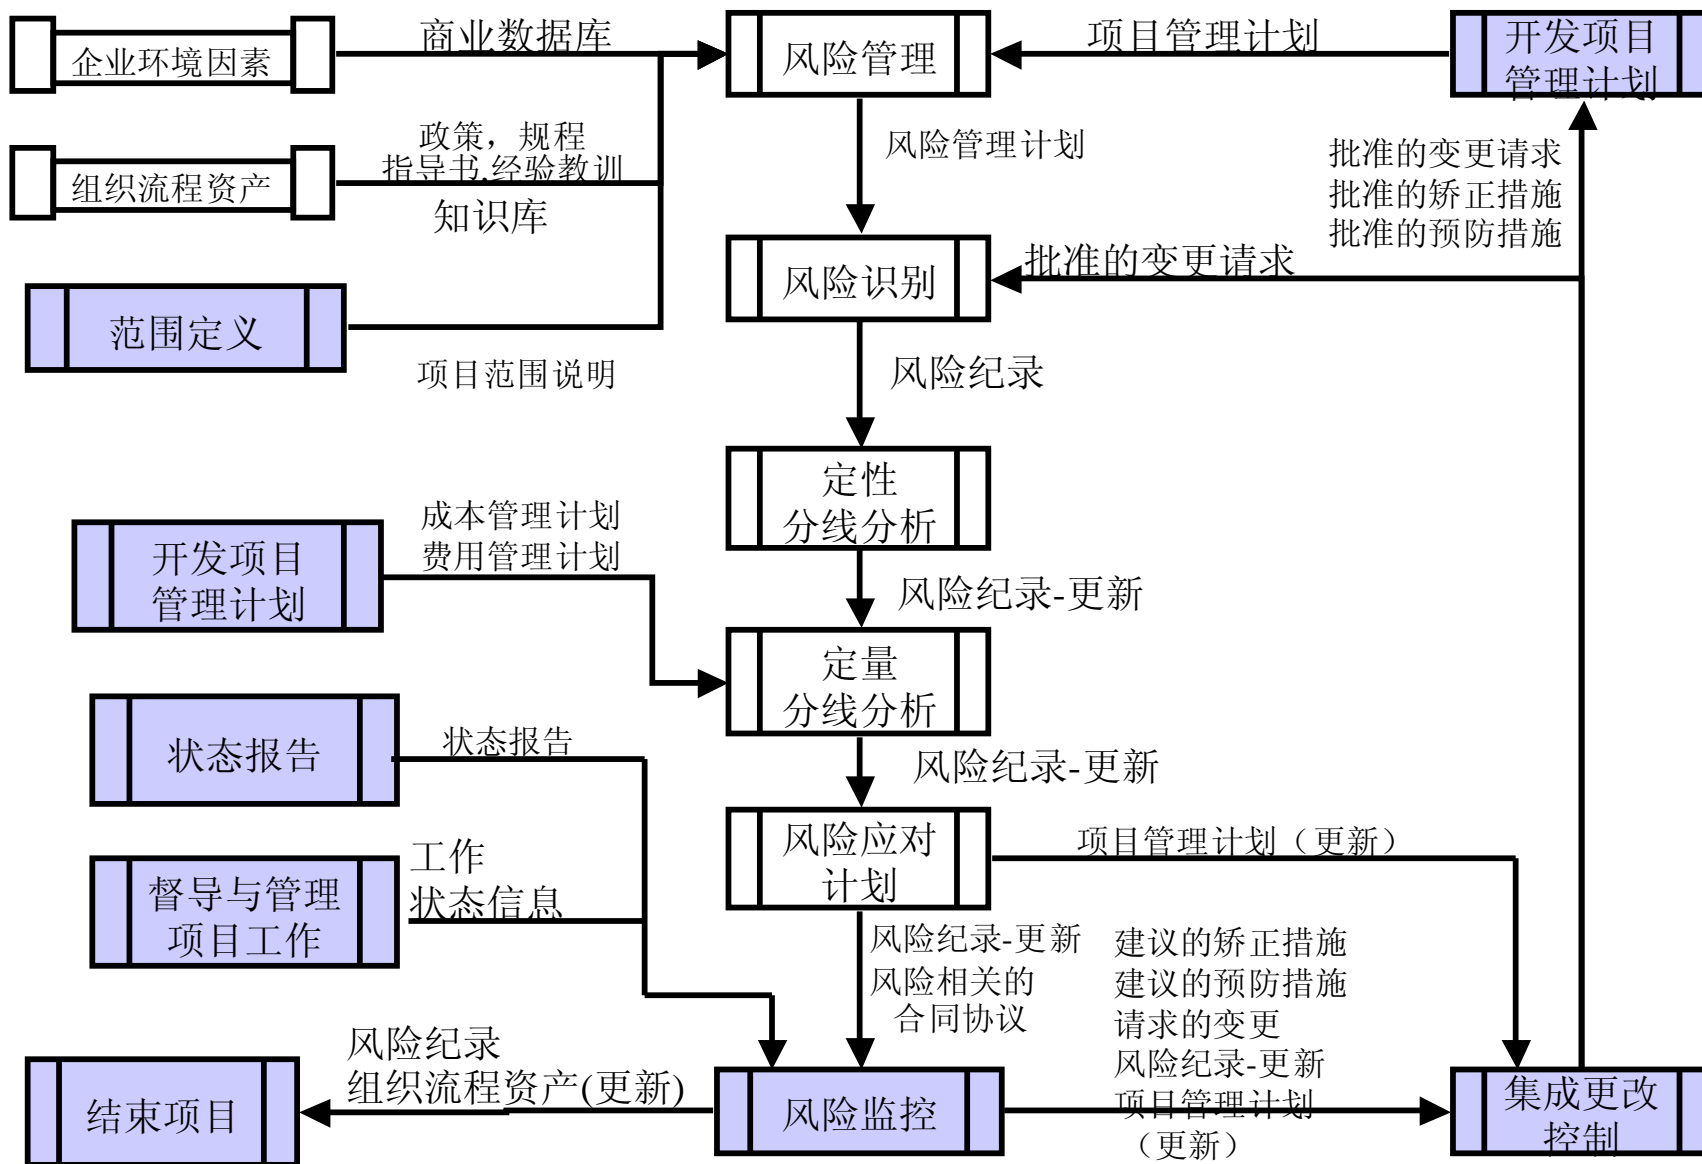 商业数据库
项目管理计划
企业环境因素
风险管理
开发项目
管理计划
政策，规程
指导书,经验教训
知识库
组织流程资产
风险管理计划
批准的变更请求
批准的矫正措施
批准的预防措施
批准的变更请求
风险识别
范围定义
项目范围说明
风险纪录
定性
分线分析
成本管理计划
费用管理计划
开发项目
管理计划
风险纪录-更新
定量
分线分析
状态报告
状态报告
风险纪录-更新
风险应对
计划
项目管理计划（更新）
工作
状态信息
督导与管理
项目工作
风险纪录-更新
风险相关的
合同协议
建议的矫正措施
建议的预防措施
请求的变更
风险纪录-更新
项目管理计划
（更新）
风险纪录
组织流程资产(更新)
结束项目
风险监控
集成更改
控制